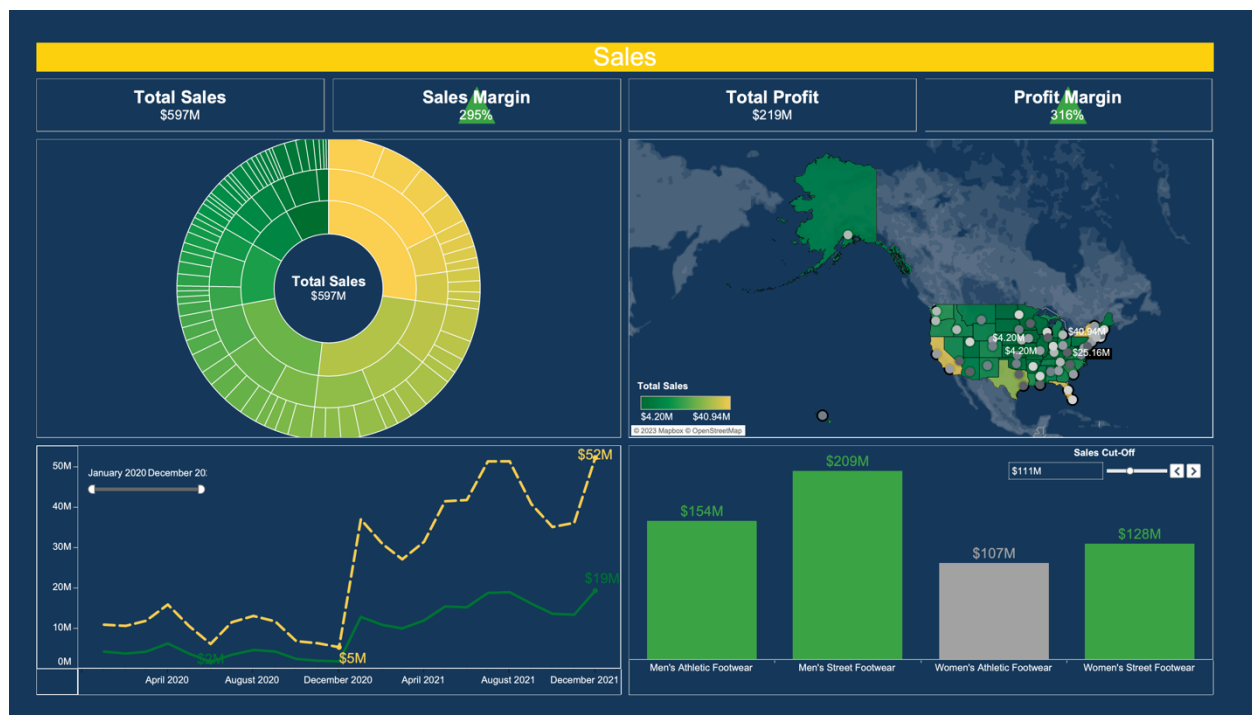 Sales
Total Sales
$597M
Sales Margin
295%
Total Profit
$219M
Profit Margin
316%
Total Sales
$597M
$40.94M
$4.20M
$4.20M
$25.16M
Total Sales
$4.20M $40.94M
© 2023 Mapbox © OpenStreetMap
January 2020 December 20
50M
40M
30M
20M
10M
0M
$52M
$19M
$5M
April 2020 August 2020 December 2020 April 2021 August 2021 December 2021
Sales Cut-Off
$111M
$154M
$209M
$107M
$128M
Men's Athletic Footwear Men's Street Footwear Women's Athletic Footwear Women's Street Footwear